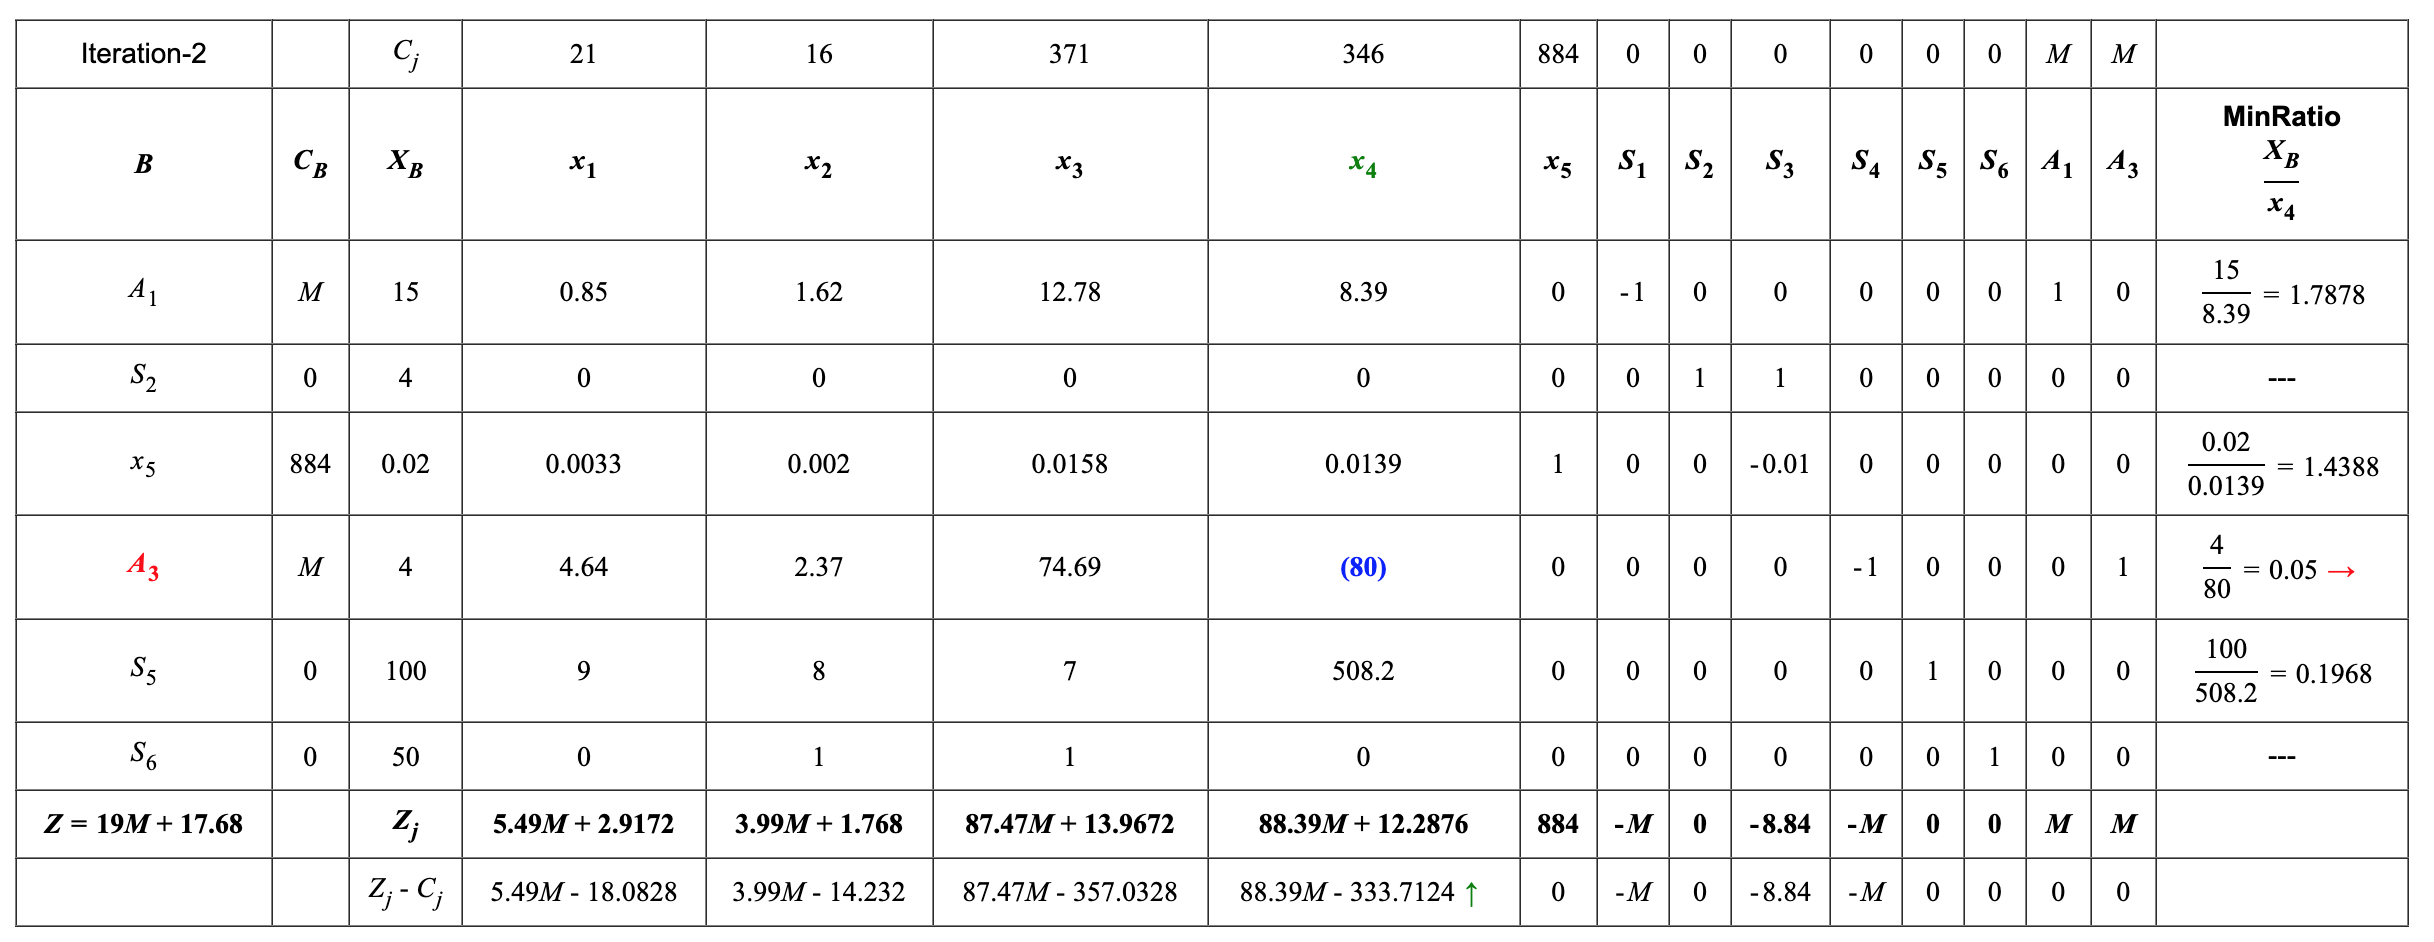 Iteration-2 C_j 21 16 371 346 884 0 0 0 0 0 0 M M
B C_B X_B x_1 x_2 x_3 x_4 x_5 S_1 S_2 S_3 S_4 S_5 S_6 A_1 A_3 MinRatio X_B/x_4
A_1 M 15 0.85 1.62 12.78 8.39 0 -1 0 0 0 0 0 1 0 15/8.39 = 1.7878
S_2 0 4 0 0 0 0 0 0 1 1 0 0 0 0 0 ---
x_5 884 0.02 0.0033 0.002 0.0158 0.0139 1 0 0 -0.01 0 0 0 0 0 0.02/0.0139 = 1.4388
A_3 M 4 4.64 2.37 74.69 (80) 0 0 0 0 -1 0 0 0 1 4/80 = 0.05 →
S_5 0 100 9 8 7 508.2 0 0 0 0 0 1 0 0 0 100/508.2 = 0.1968
S_6 0 50 0 1 1 0 0 0 0 0 0 0 1 0 0 ---
Z = 19M + 17.68 Z_j 5.49M + 2.9172 3.99M + 1.768 87.47M + 13.9672 88.39M + 12.2876 884 -M 0 -8.84 -M 0 0 M M
Z_j - C_j 5.49M - 18.0828 3.99M - 14.232 87.47M - 357.0328 88.39M - 333.7124 ↑ 0 -M 0 -8.84 -M 0 0 0 0